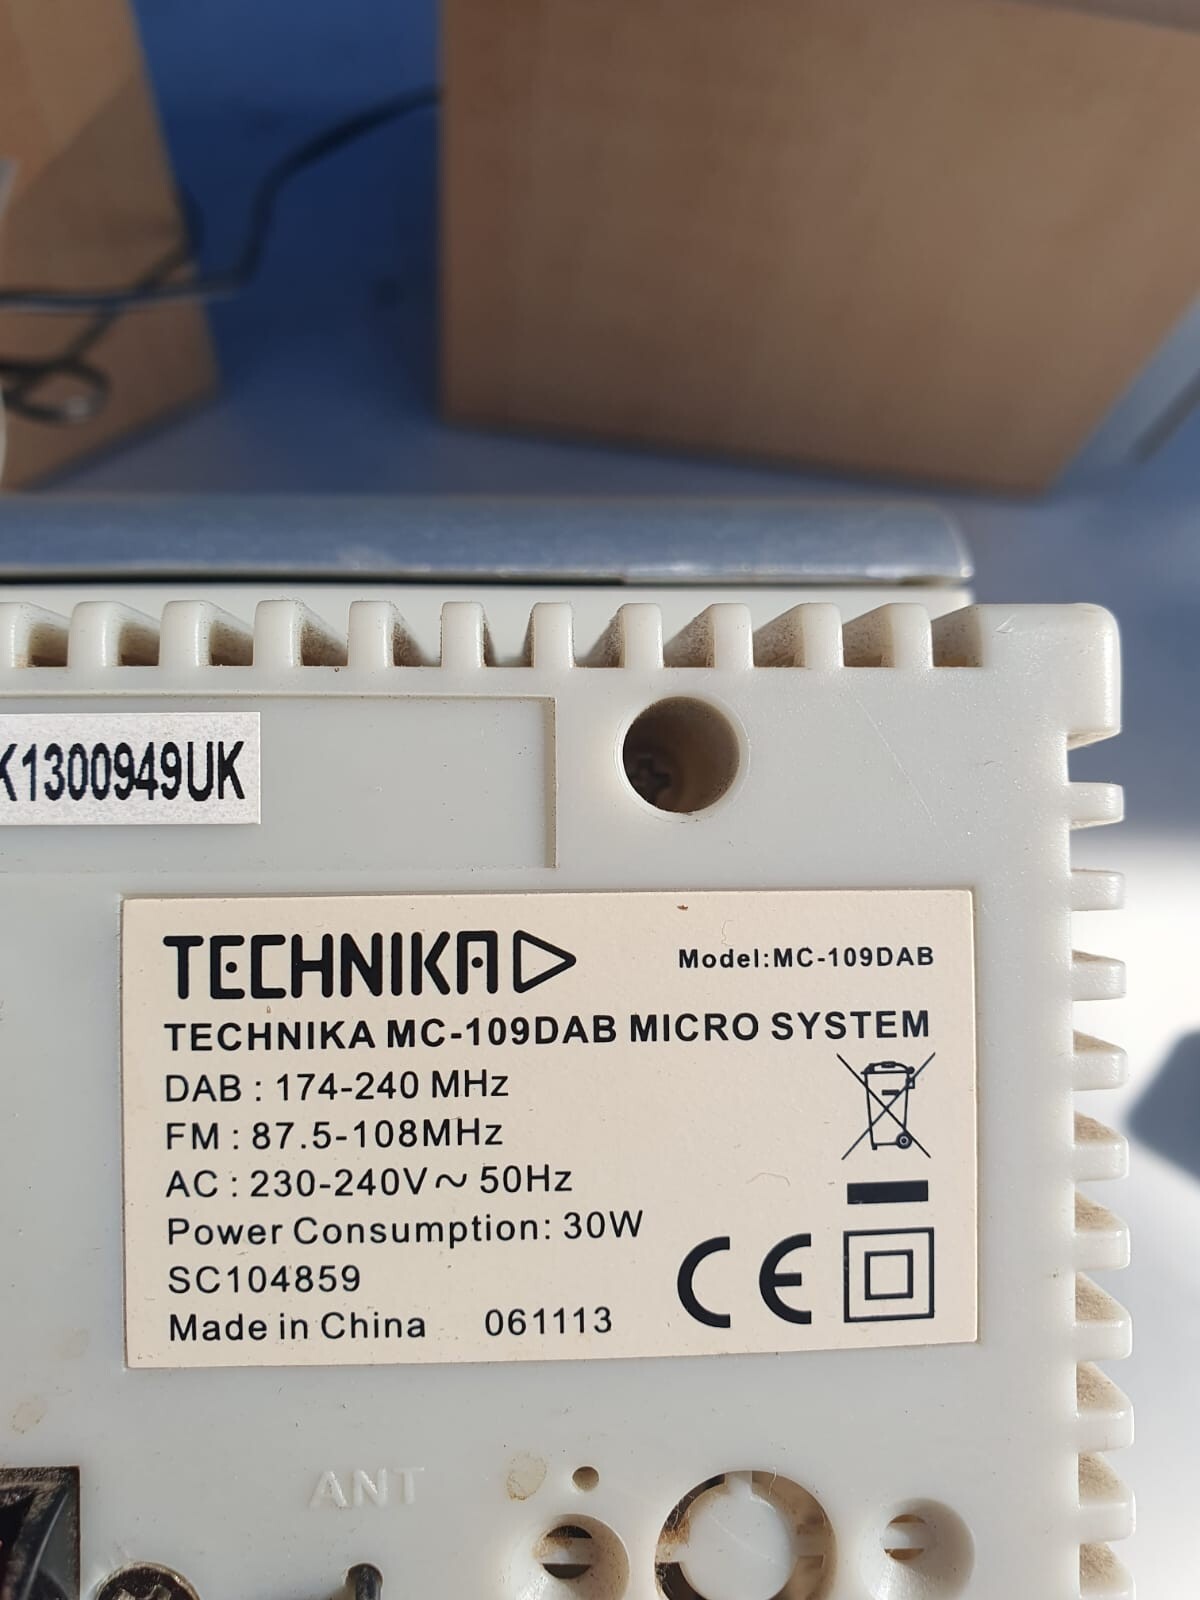 K1300949UK
TECHNIKA
Model:MC-109DAB
TECHNIKA MC-109DAB MICRO SYSTEM
DAB : 174-240 MHz
FM : 87.5-108MHz
AC : 230-240V~ 50Hz
Power Consumption: 30W
SC104859
CE
Made in China 061113
ANT